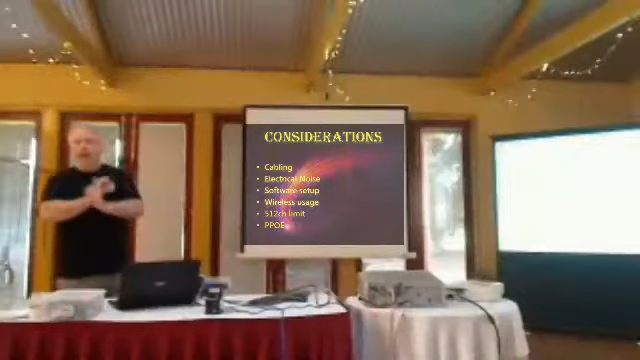 CONSIDERATIONS
• Cabling
• Electrical Noise
• Software setup
• Wireless usage
• 512ch limit
• PPOE